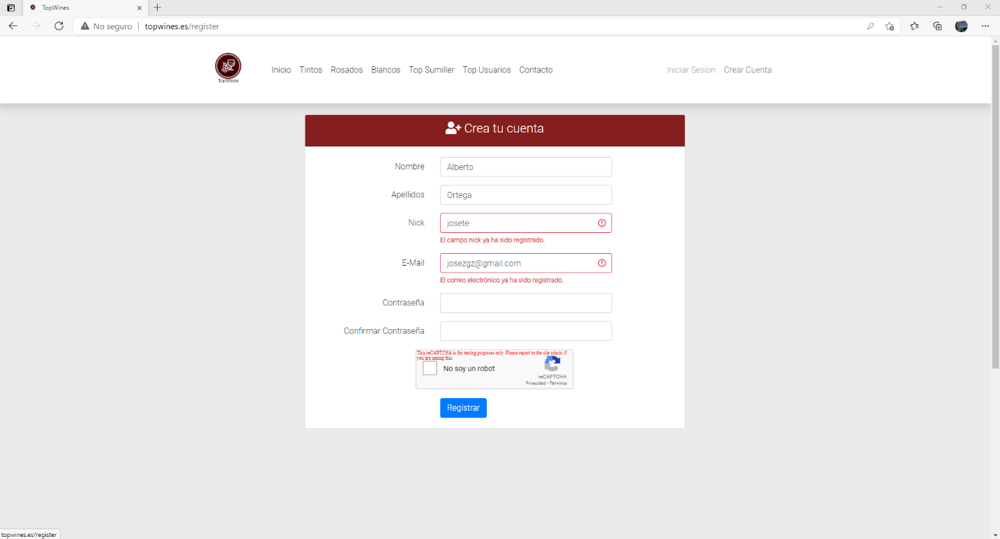 TopWines
No seguro | topwines.es/register
TopWines
Inicio Tintos Rosados Blancos Top Sumiller Top Usuarios Contacto Iniciar Sesion Crear Cuenta
Crea tu cuenta
Nombre Alberto
Apellidos Ortega
Nick josete
El campo nick ya ha sido registrado.
E-Mail josezgz@gmail.com
El correo electrónico ya ha sido registrado.
Contraseña
Confirmar Contraseña
This reCAPTCHA is for testing purposes only. Please report to the site admin if
you are seeing this.
No soy un robot
reCAPTCHA
Privacidad - Términos
Registrar
topwines.es/register